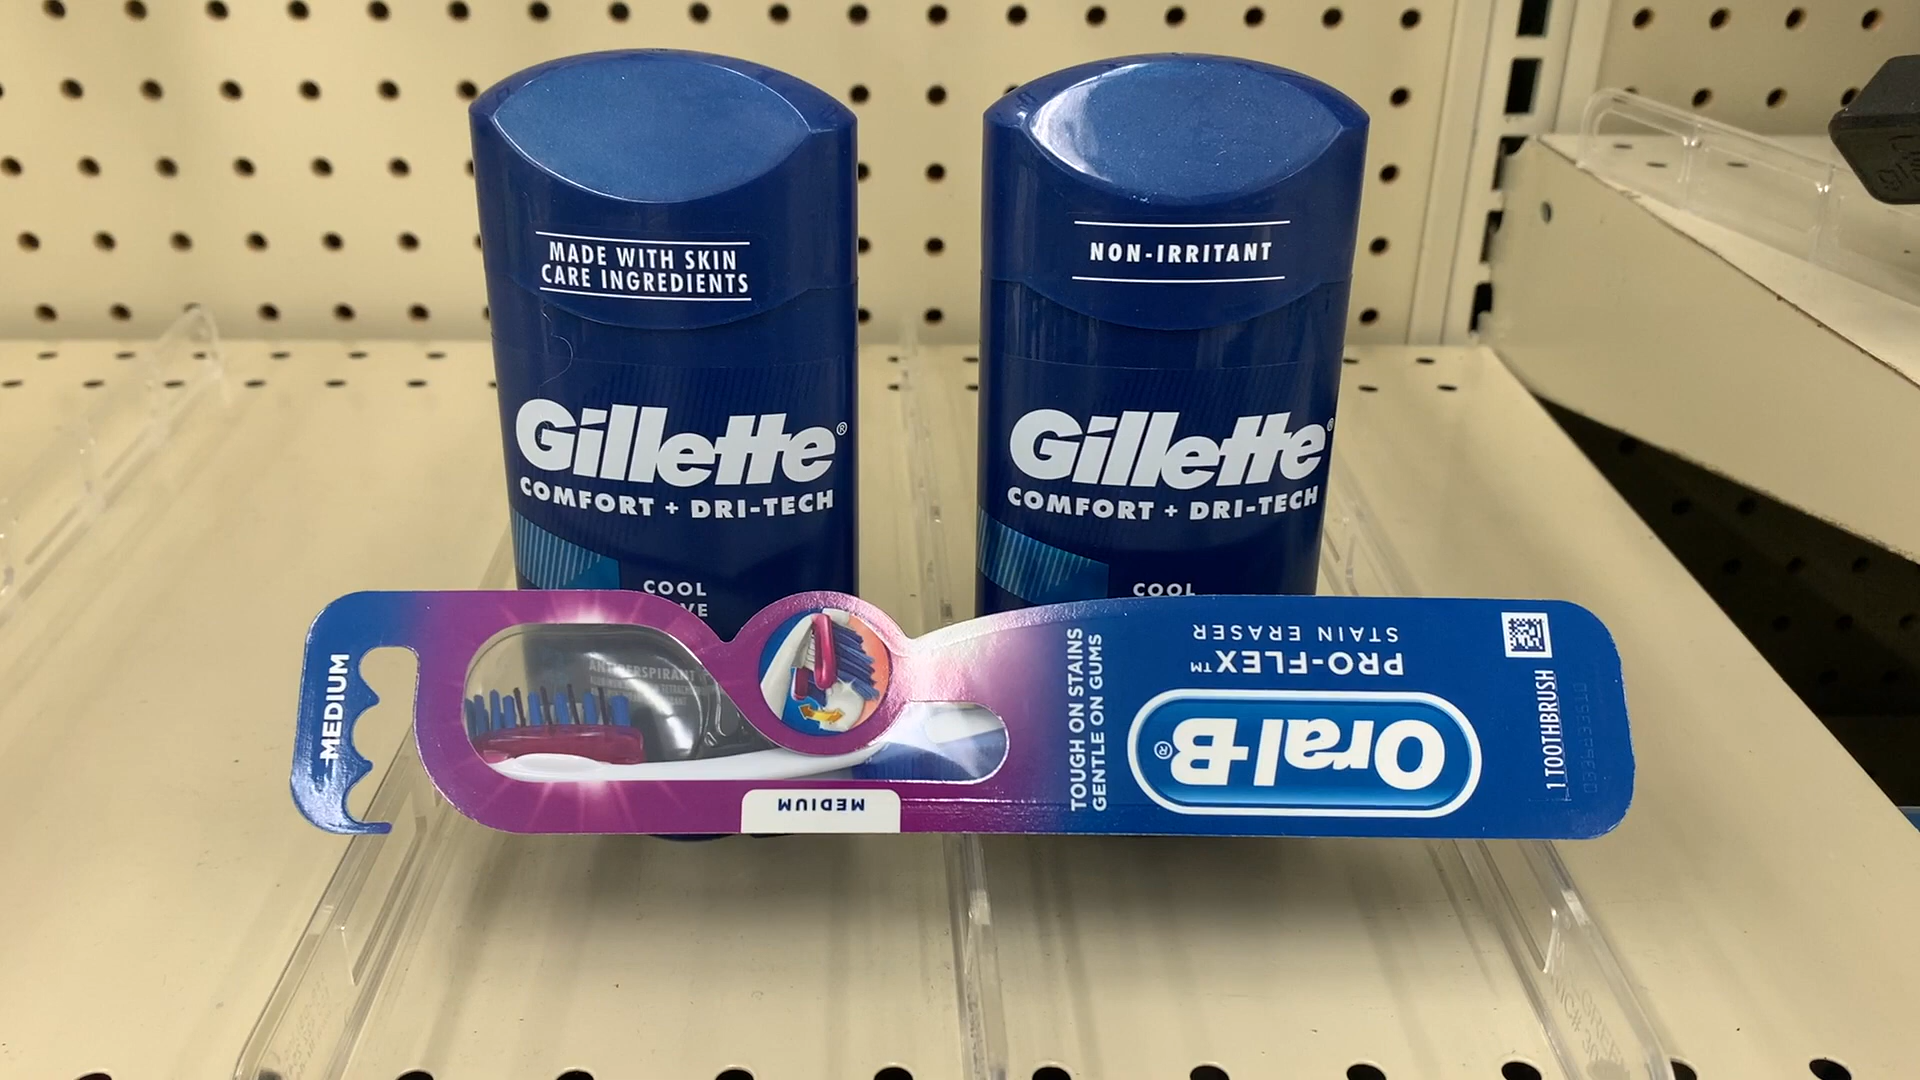 MADE WITH SKIN
CARE INGREDIENTS
Gillette®
COMFORT + DRI-TECH
COOL
NON-IRRITANT
Gillette®
COMFORT + DRI-TECH
COOL
MEDIUM
ANTIPERSPIRANT
MEDIUM
TOUGH ON STAINS
GENTLE ON GUMS
Oral-B®
PRO-FLEX™
STAIN ERASER
1 TOOTHBRUSH